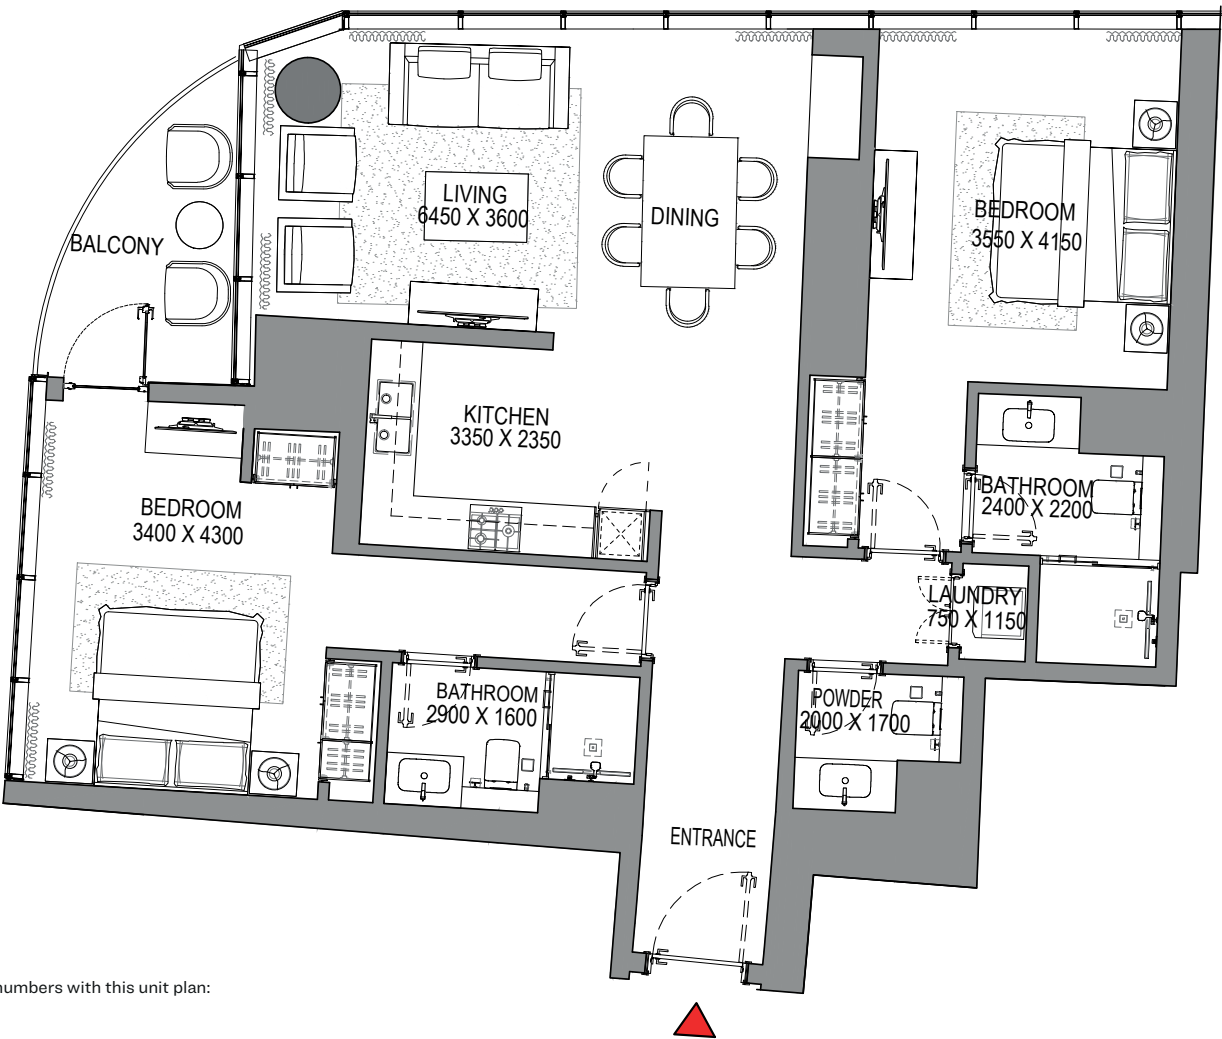 LIVING
6450 X 3600
DINING
BEDROOM
3550 X 4150
BALCONY
KITCHEN
3350 X 2350
BEDROOM
3400 X 4300
BATHROOM
2400 X 2200
LAUNDRY
750 X 1150
BATHROOM
2900 X 1600
POWDER
2000 X 1700
ENTRANCE
numbers with this unit plan: